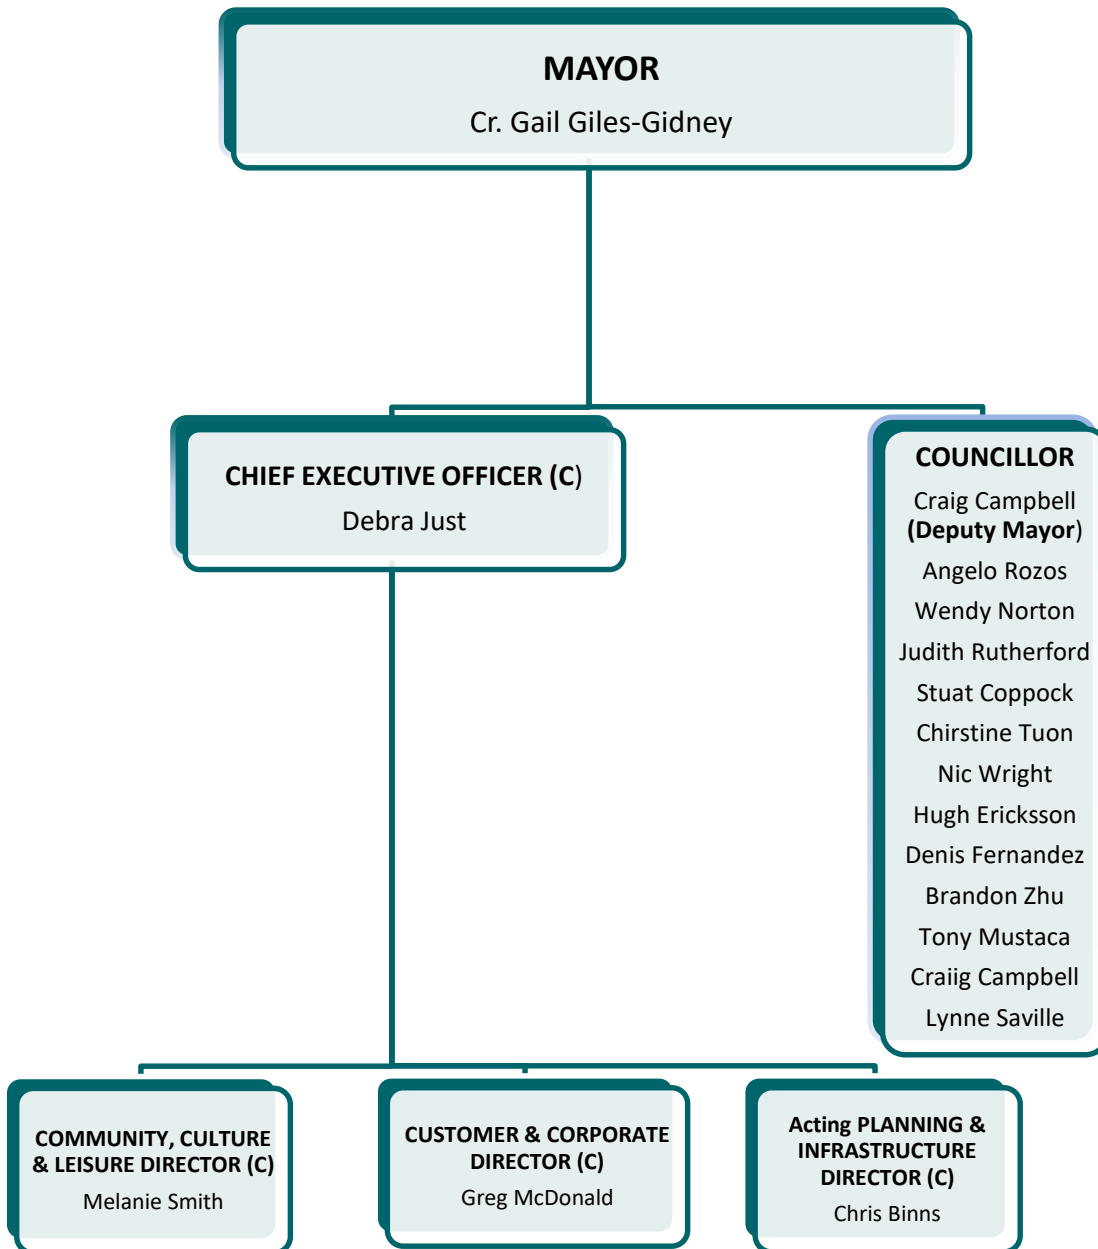 MAYOR
Cr. Gail Giles-Gidney
CHIEF EXECUTIVE OFFICER (C)
Debra Just
COUNCILLOR
Craig Campbell
(Deputy Mayor)
Angelo Rozos
Wendy Norton
Judith Rutherford
Stuat Coppock
Chirstine Tuon
Nic Wright
Hugh Ericksson
Denis Fernandez
Brandon Zhu
Tony Mustaca
Craiig Campbell
Lynne Saville
COMMUNITY, CULTURE
& LEISURE DIRECTOR (C)
Melanie Smith
CUSTOMER & CORPORATE
DIRECTOR (C)
Greg McDonald
Acting PLANNING &
INFRASTRUCTURE
DIRECTOR (C)
Chris Binns